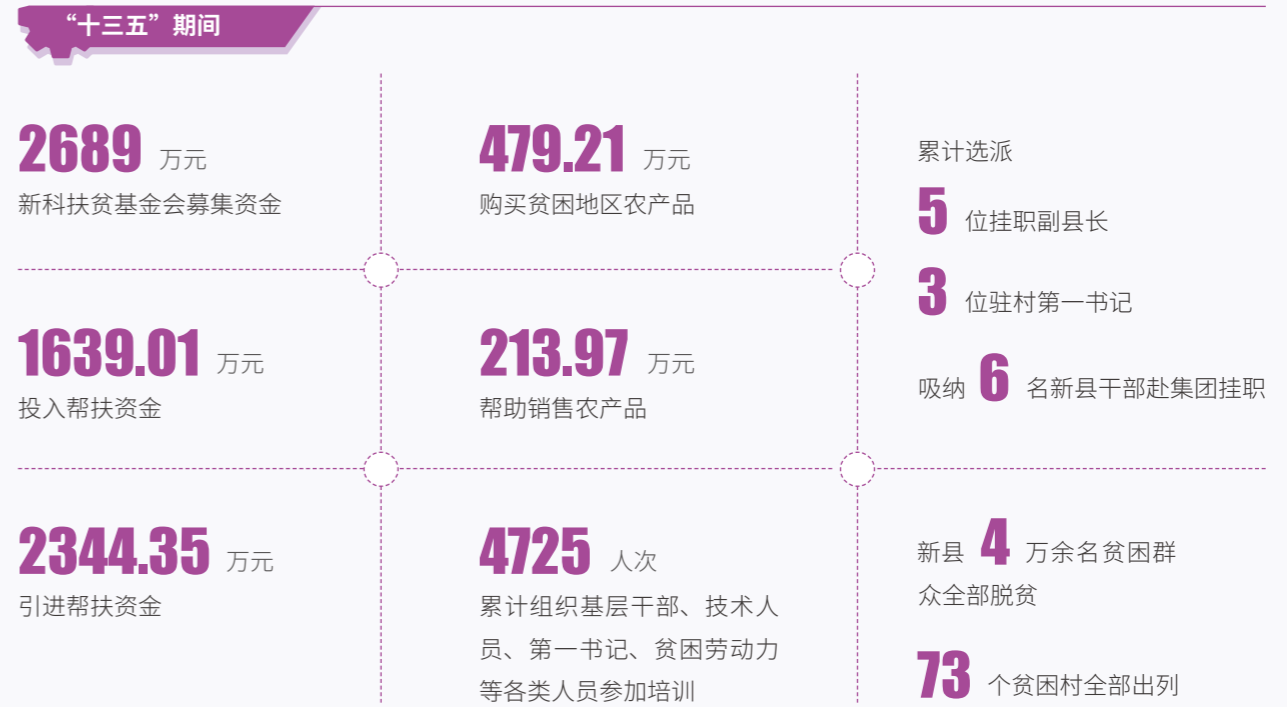 “十三五”期间
2689 万元
新科扶贫基金会募集资金
479.21 万元
购买贫困地区农产品
累计选派
5 位挂职副县长
3 位驻村第一书记
吸纳 6 名新县干部赴集团挂职
1639.01 万元
投入帮扶资金
213.97 万元
帮助销售农产品
2344.35 万元
引进帮扶资金
4725 人次
累计组织基层干部、技术人
员、第一书记、贫困劳动力
等各类人员参加培训
新县 4 万余名贫困群
众全部脱贫
73 个贫困村全部出列